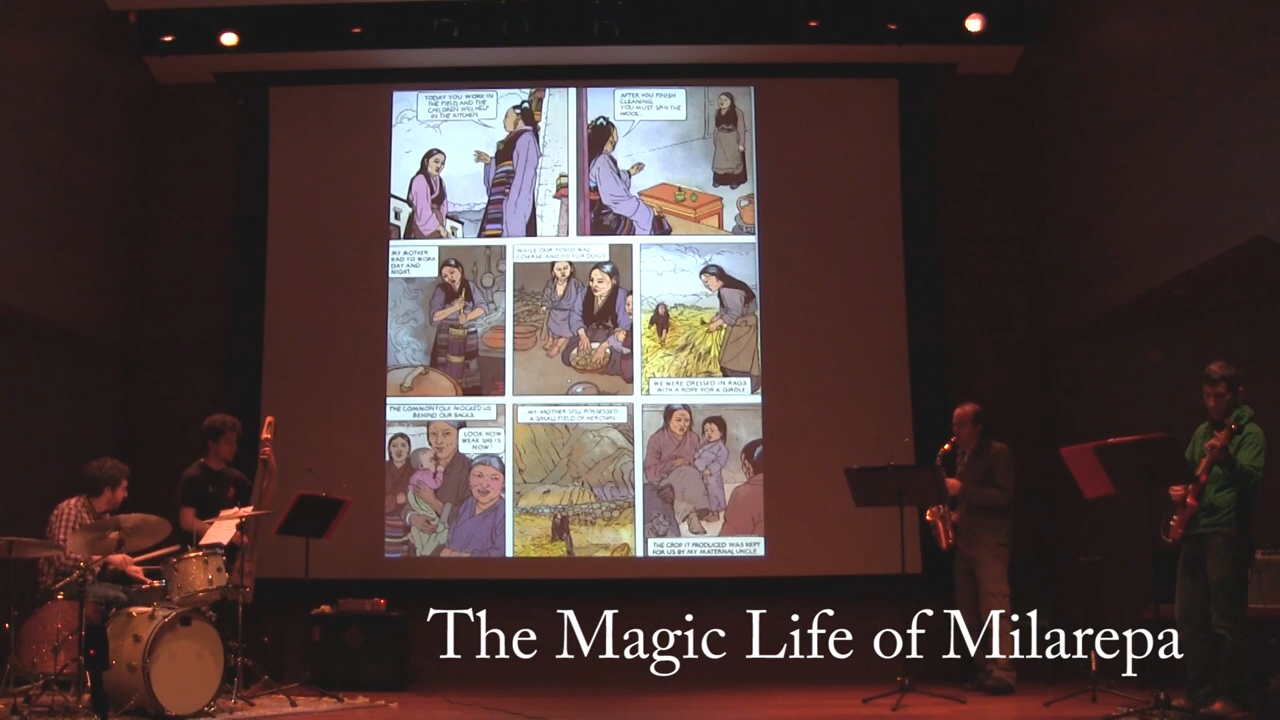 TODAY YOU WORK IN
THE FIELD, AND THE
CHILDREN WILL HELP
IN THE KITCHEN.
AFTER YOU FINISH
CLEANING
YOU MUST SPIN THE
WOOL.
MY MOTHER
HAD TO WORK
DAY AND
NIGHT,
WHILE OUR FOOD WAS
COARSE AND FIT FOR DOGS.
WE WERE DRESSED IN RAGS
WITH A ROPE FOR A GIRDLE.
THE COMMON FOLK MOCKED US
BEHIND OUR BACKS.
LOOK HOW
WEAK SHE IS
NOW!
MY MOTHER STILL POSSESSED
A SMALL FIELD OF HER OWN.
THE CROP IT PRODUCED WAS KEPT
FOR US BY MY MATERNAL UNCLE
The Magic Life of Milarepa